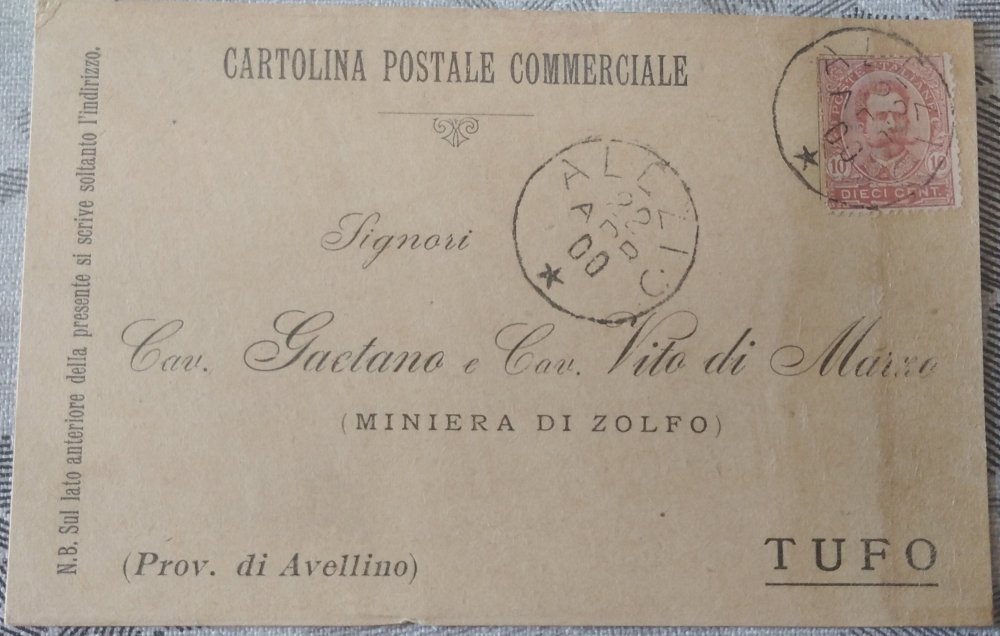 CARTOLINA POSTALE COMMERCIALE
POSTE ITALIANE
10 10
DIECI CENT.
Signori
Cav. Gaetano e Cav. Vito di Marzo
(MINIERA DI ZOLFO)
(Prov. di Avellino)
TUFO
N.B. Sul lato anteriore della presente si scrive soltanto l'indirizzo.